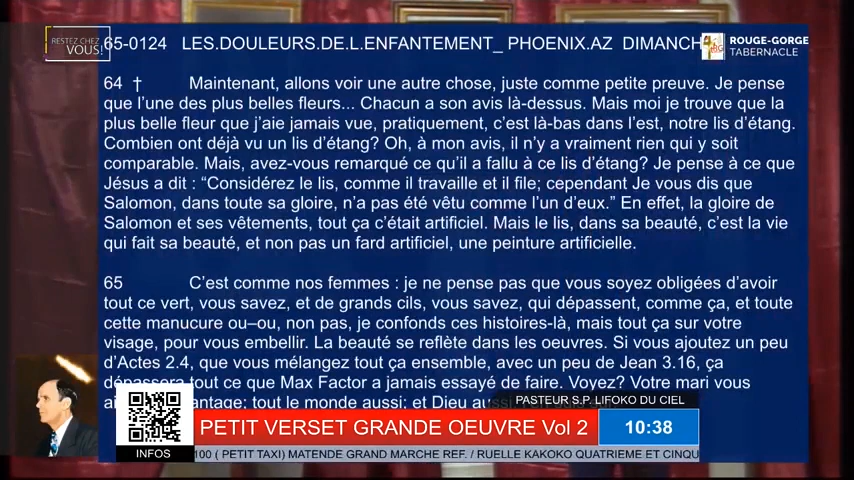 RESTEZ CHEZ
VOUS!
65-0124 LES.DOULEURS.DE.L.ENFANTEMENT_ PHOENIX.AZ DIMANCH
ROUGE-GORGE
TABERNACLE
64 † Maintenant, allons voir une autre chose, juste comme petite preuve. Je pense
que l'une des plus belles fleurs... Chacun a son avis là-dessus. Mais moi je trouve que la
plus belle fleur que j'aie jamais vue, pratiquement, c'est là-bas dans l'est, notre lis d'étang.
Combien ont déjà vu un lis d'étang? Oh, à mon avis, il n'y a vraiment rien qui y soit
comparable. Mais, avez-vous remarqué ce qu'il a fallu à ce lis d'étang? Je pense à ce que
Jésus a dit : “Considérez le lis, comme il travaille et il file; cependant Je vous dis que
Salomon, dans toute sa gloire, n'a pas été vêtu comme l'un d'eux.” En effet, la gloire de
Salomon et ses vêtements, tout ça c'était artificiel. Mais le lis, dans sa beauté, c'est la vie
qui fait sa beauté, et non pas un fard artificiel, une peinture artificielle.
65 C'est comme nos femmes : je ne pense pas que vous soyez obligées d'avoir
tout ce vert, vous savez, et de grands cils, vous savez, qui dépassent, comme ça, et toute
cette manucure ou–ou, non pas, je confonds ces histoires-là, mais tout ça sur votre
visage, pour vous embellir. La beauté se reflète dans les oeuvres. Si vous ajoutez un peu
d'Actes 2.4, que vous mélangez tout ça ensemble, avec un peu de Jean 3.16, ça
dépassera tout ce que Max Factor a jamais essayé de faire. Voyez? Votre mari vous
antage; tout le monde aussi; et Dieu aussi
PASTEUR S.P. LIFOKO DU CIEL
PETIT VERSET GRANDE OEUVRE Vol 2
10:38
INFOS
100 ( PETIT TAXI) MATENDE GRAND MARCHE REF. / RUELLE KAKOKO QUATRIEME ET CINQU